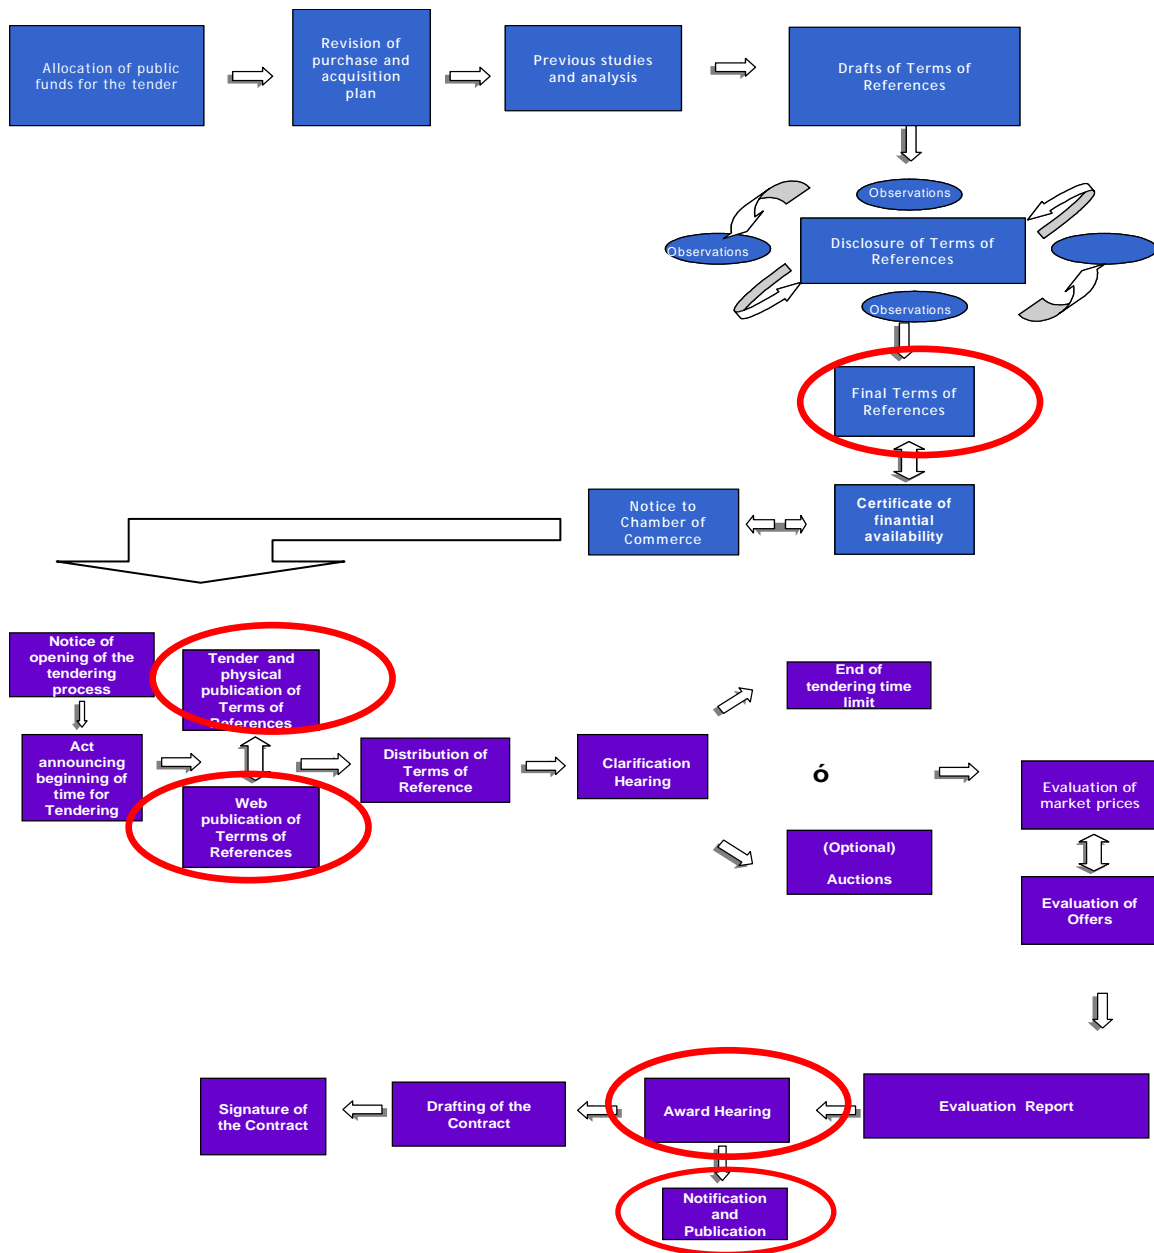 Allocation of public
funds for the tender
Revision of
purchase and
acquisition
plan
Previous studies
and analysis
Drafts of Terms of
References
Observations
Observations
Disclosure of Terms of
References
Observations
Final Terms of
References
Notice to
Chamber of
Commerce
Certificate of
finantial
availability
Notice of
opening of the
tendering
process
Tender and
physical
publication of
Terms of
References
End of
tendering time
limit
Act
announcing
beginning of
time for
Tendering
Distribution of
Terms of
Reference
Clarification
Hearing
ó
Web
publication of
Terrms of
References
Evaluation of
market prices
(Optional)
Auctions
Evaluation of
Offers
Signature of
the Contract
Drafting of the
Contract
Award Hearing
Evaluation Report
Notification
and
Publication